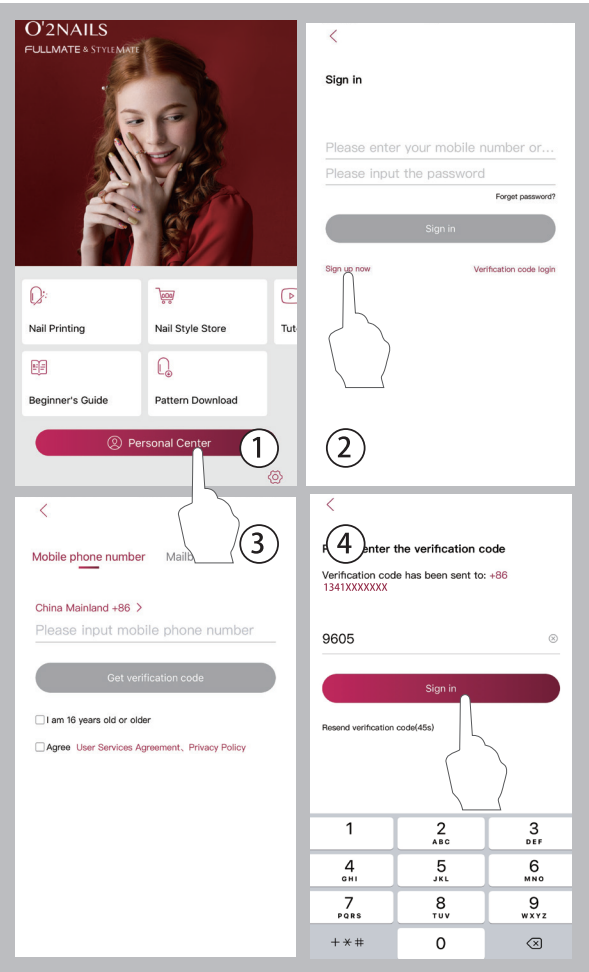 O'2NAILS
FULLMATE & STYLEMATE
Nail Printing
Nail Style Store
Tut
Beginner's Guide
Pattern Download
Personal Center
1
Sign in
Please enter your mobile number or...
Please input the password
Forget password?
Sign in
Sign up now
Verification code login
2
3
Mobile phone number
Mailb
China Mainland +86 >
Please input mobile phone number
Get verification code
I am 16 years old or older
Agree User Services Agreement、Privacy Policy
4
enter the verification code
Verification code has been sent to: +86
1341XXXXXXX
9605
Sign in
Resend verification code(45s)
1
2
ABC
3
DEF
4
GHI
5
JKL
6
MNO
7
PQRS
8
TUV
9
WXYZ
+*#
0